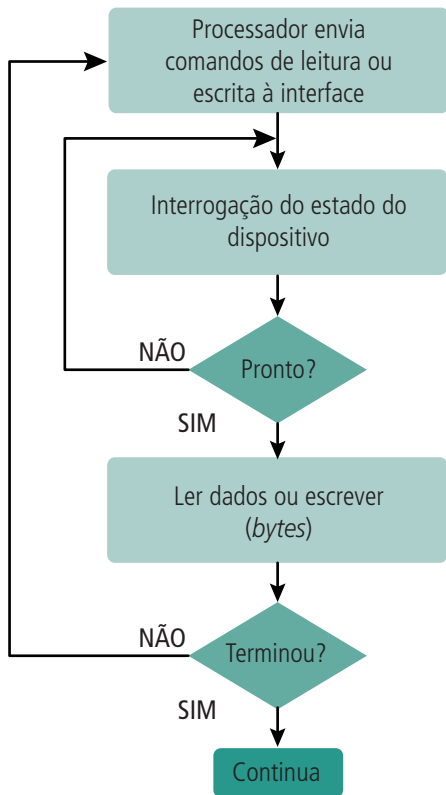 Processador envia
comandos de leitura ou
escrita à interface
Interrogação do estado do
dispositivo
NÃO
Pronto?
SIM
Ler dados ou escrever
(bytes)
NÃO
Terminou?
SIM
Continua